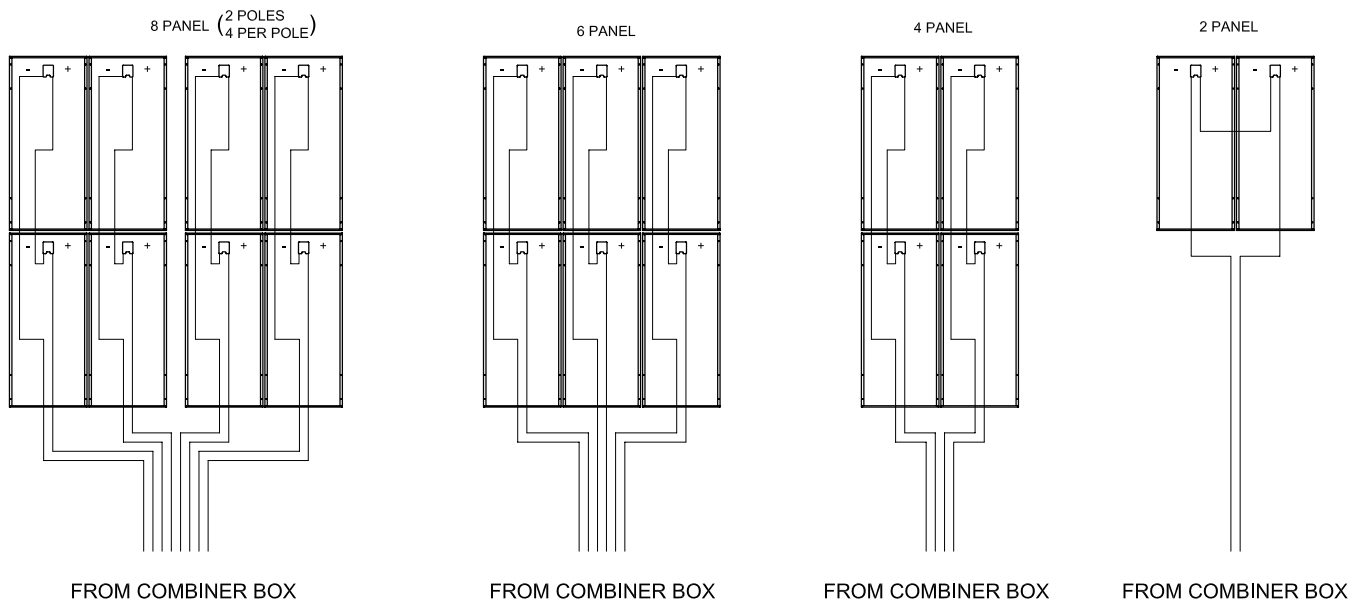 8 PANEL (2 POLES
4 PER POLE)
6 PANEL
4 PANEL
2 PANEL
- + - + - + - +
- + - + - +
- + - +
- + - +
- + - + - + - +
- + - + - +
- + - +
FROM COMBINER BOX
FROM COMBINER BOX
FROM COMBINER BOX
FROM COMBINER BOX